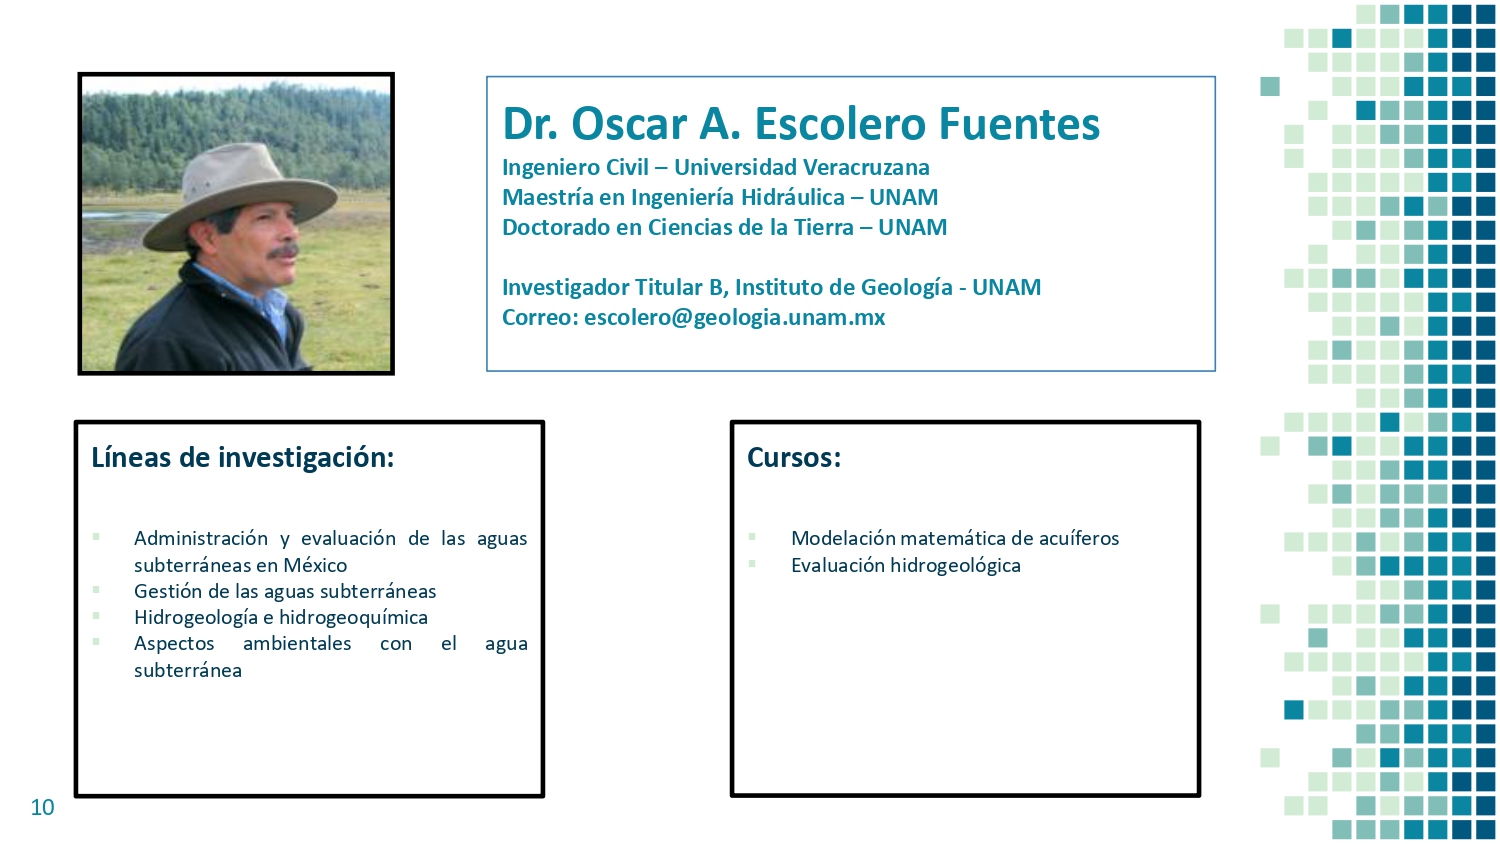 Dr. Oscar A. Escolero Fuentes
Ingeniero Civil – Universidad Veracruzana
Maestría en Ingeniería Hidráulica – UNAM
Doctorado en Ciencias de la Tierra – UNAM
Investigador Titular B, Instituto de Geología - UNAM
Correo: escolero@geologia.unam.mx
Líneas de investigación:
Administración y evaluación de las aguas
subterráneas en México
Gestión de las aguas subterráneas
Hidrogeología e hidrogeoquímica
Aspectos ambientales con el agua
subterránea
Cursos:
Modelación matemática de acuíferos
Evaluación hidrogeológica
10